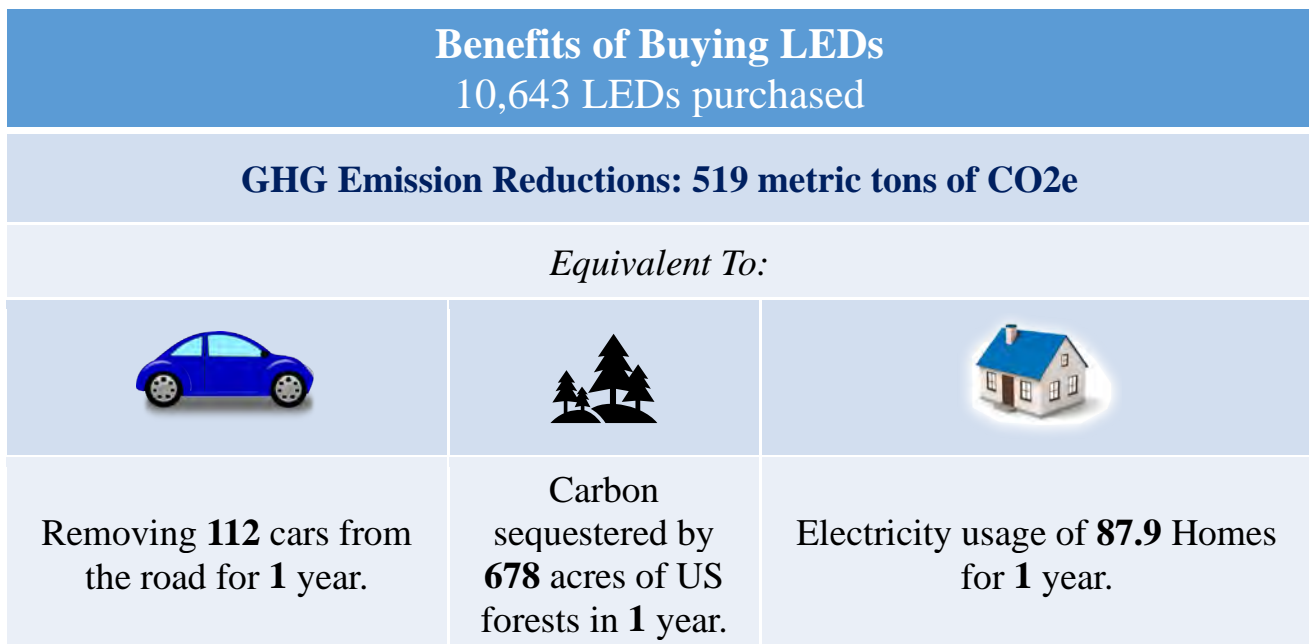 Benefits of Buying LEDs
10,643 LEDs purchased
GHG Emission Reductions: 519 metric tons of CO2e
Equivalent To:
Removing 112 cars from
the road for 1 year.
Carbon
sequestered by
678 acres of US
forests in 1 year.
Electricity usage of 87.9 Homes
for 1 year.